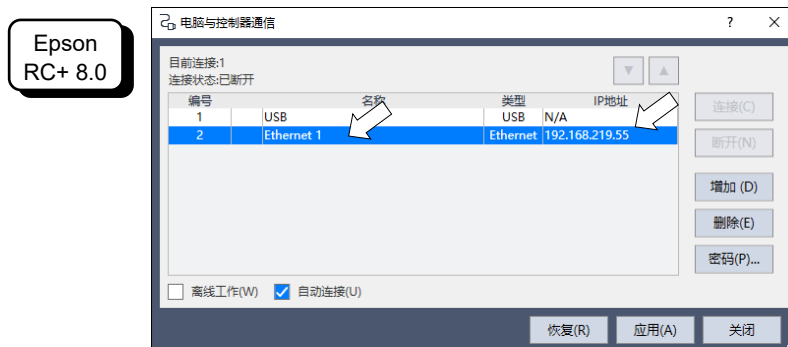 Epson
RC+ 8.0
电脑与控制器通信
?
目前连接:1
连接状态:已断开
编号 名称 类型 IP地址
1 USB USB N/A
2 Ethernet 1 Ethernet 192.168.219.55
连接(C)
断开(N)
增加 (D)
删除(E)
密码(P)...
离线工作(W) 自动连接(U)
恢复(R) 应用(A) 关闭